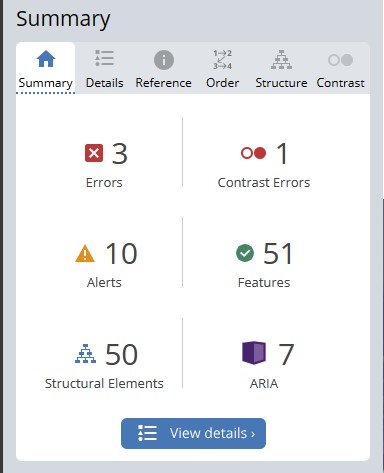 Summary
Summary Details Reference Order Structure Contrast
3 1
Errors Contrast Errors
10 51
Alerts Features
50 7
Structural Elements ARIA
View details ›